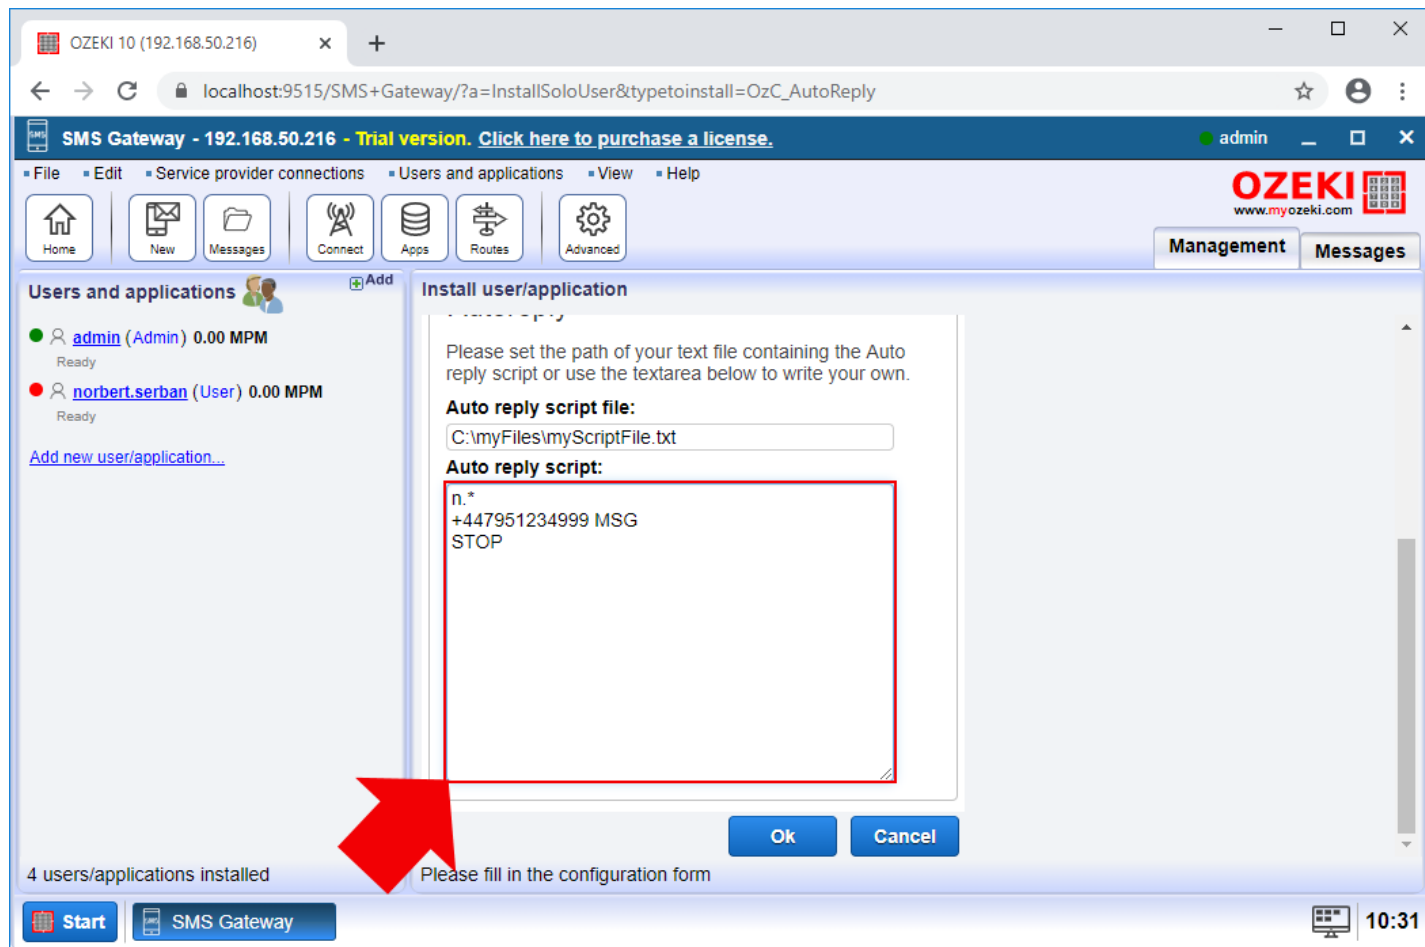 OZEKI 10 (192.168.50.216)
localhost:9515/SMS+Gateway/?a=InstallSoloUser&typetoinstall=OzC_AutoReply
SMS
SMS Gateway - 192.168.50.216 - Trial version. Click here to purchase a license.
admin
File Edit Service provider connections Users and applications View Help
OZEKI
www.myozeki.com
Home New Messages Connect Apps Routes Advanced
Management Messages
Users and applications
Add
admin (Admin) 0.00 MPM
Ready
norbert.serban (User) 0.00 MPM
Ready
Add new user/application...
4 users/applications installed
Install user/application
Autoreply
Please set the path of your text file containing the Auto
reply script or use the textarea below to write your own.
Auto reply script file:
C:\myFiles\myScriptFile.txt
Auto reply script:
n.*
+447951234999 MSG
STOP
Ok Cancel
Please fill in the configuration form
Start SMS Gateway 10:31